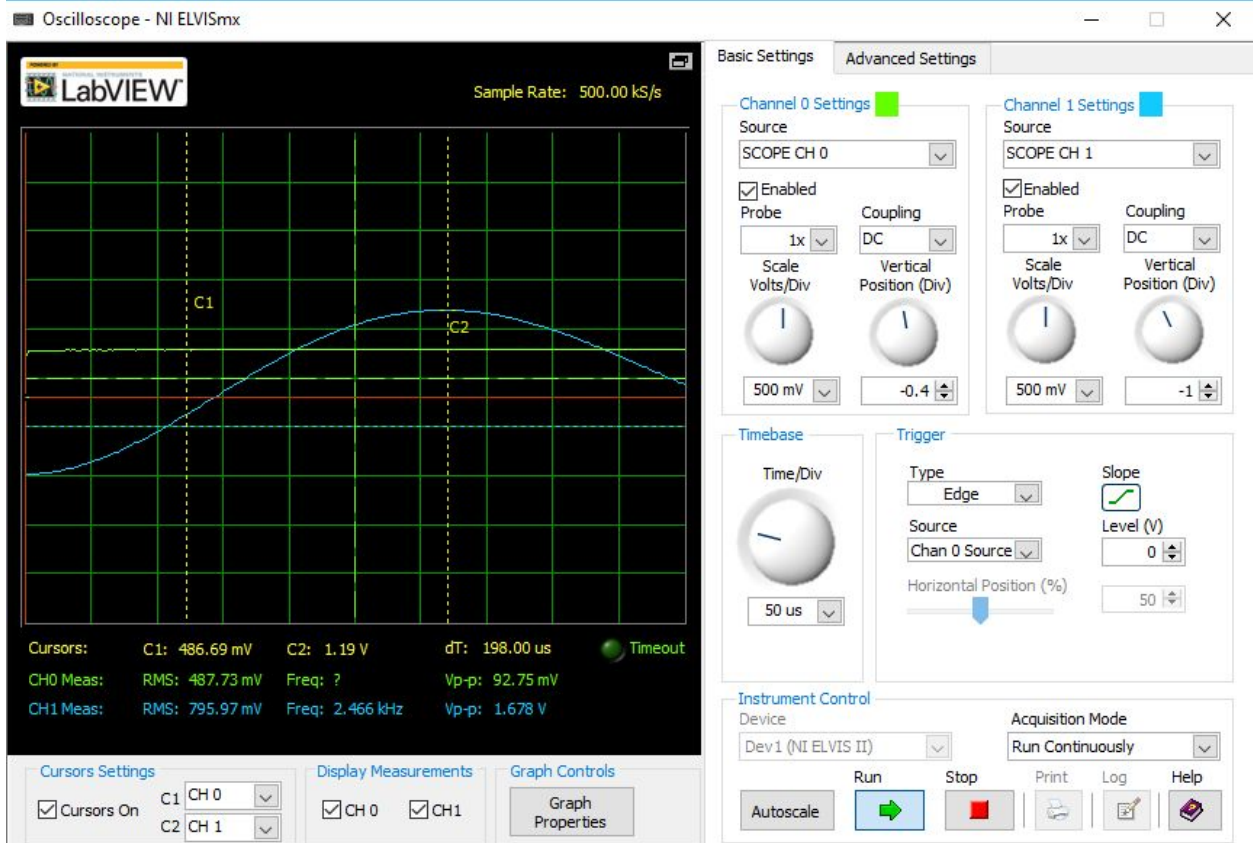 Oscilloscope - NI ELVISmx
POWERED BY
NATIONAL INSTRUMENTS
LabVIEW
Sample Rate: 500.00 kS/s
C1
C2
Cursors: C1: 486.69 mV C2: 1.19 V dT: 198.00 us Timeout
CH0 Meas: RMS: 487.73 mV Freq: ? Vp-p: 92.75 mV
CH1 Meas: RMS: 795.97 mV Freq: 2.466 kHz Vp-p: 1.678 V
Cursors Settings
Cursors On
C1 CH 0
C2 CH 1
Display Measurements
CH 0 CH1
Graph Controls
Graph
Properties
Basic Settings Advanced Settings
Channel 0 Settings
Source
SCOPE CH 0
Enabled
Probe Coupling
1x DC
Scale Vertical
Volts/Div Position (Div)
500 mV -0.4
Channel 1 Settings
Source
SCOPE CH 1
Enabled
Probe Coupling
1x DC
Scale Vertical
Volts/Div Position (Div)
500 mV -1
Timebase
Time/Div
50 us
Trigger
Type Slope
Edge
Source Level (V)
Chan 0 Source 0
Horizontal Position (%)
50
Instrument Control
Device Acquisition Mode
Dev1 (NI ELVIS II) Run Continuously
Run Stop Print Log Help
Autoscale